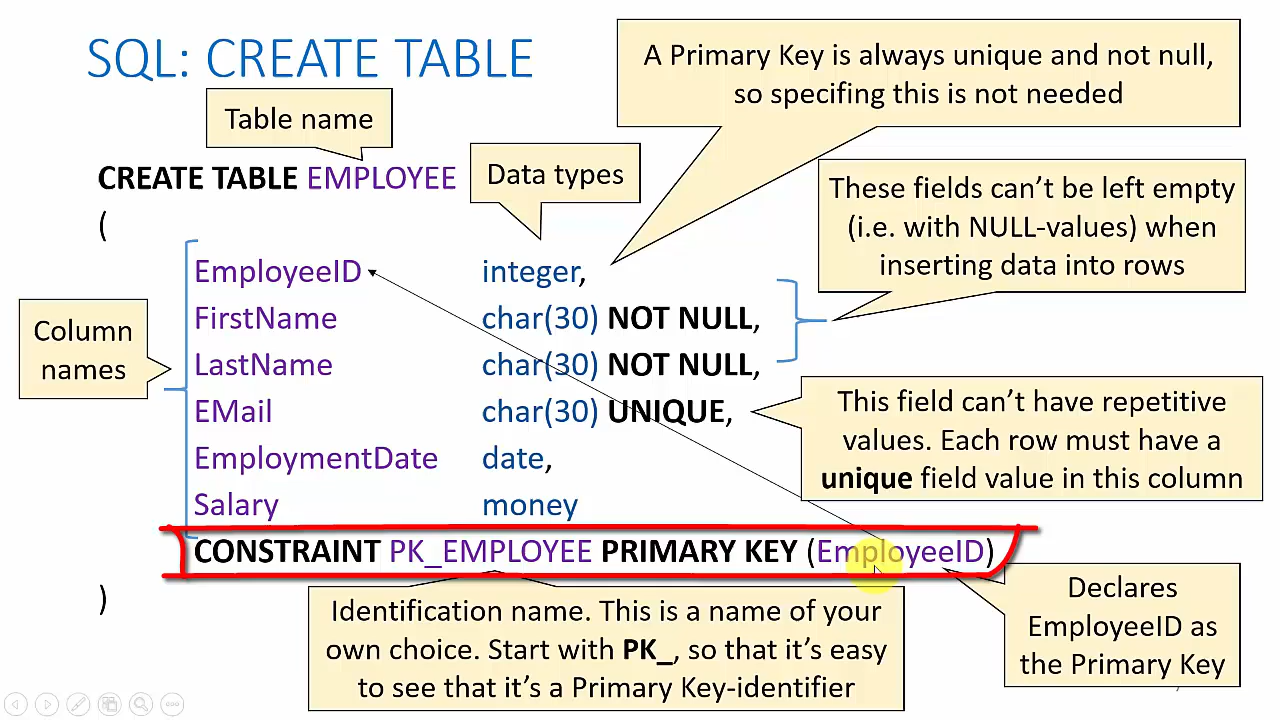 SQL: CREATE TABLE
A Primary Key is always unique and not null,
so specifing this is not needed
Table name
Data types
CREATE TABLE EMPLOYEE
(
These fields can’t be left empty
(i.e. with NULL-values) when
inserting data into rows
Column
names
EmployeeID integer,
FirstName char(30) NOT NULL,
LastName char(30) NOT NULL,
EMail char(30) UNIQUE,
EmploymentDate date,
Salary money
This field can’t have repetitive
values. Each row must have a
unique field value in this column
CONSTRAINT PK_EMPLOYEE PRIMARY KEY (EmployeeID)
)
Identification name. This is a name of your
own choice. Start with PK_, so that it’s easy
to see that it’s a Primary Key-identifier
Declares
EmployeeID as
the Primary Key